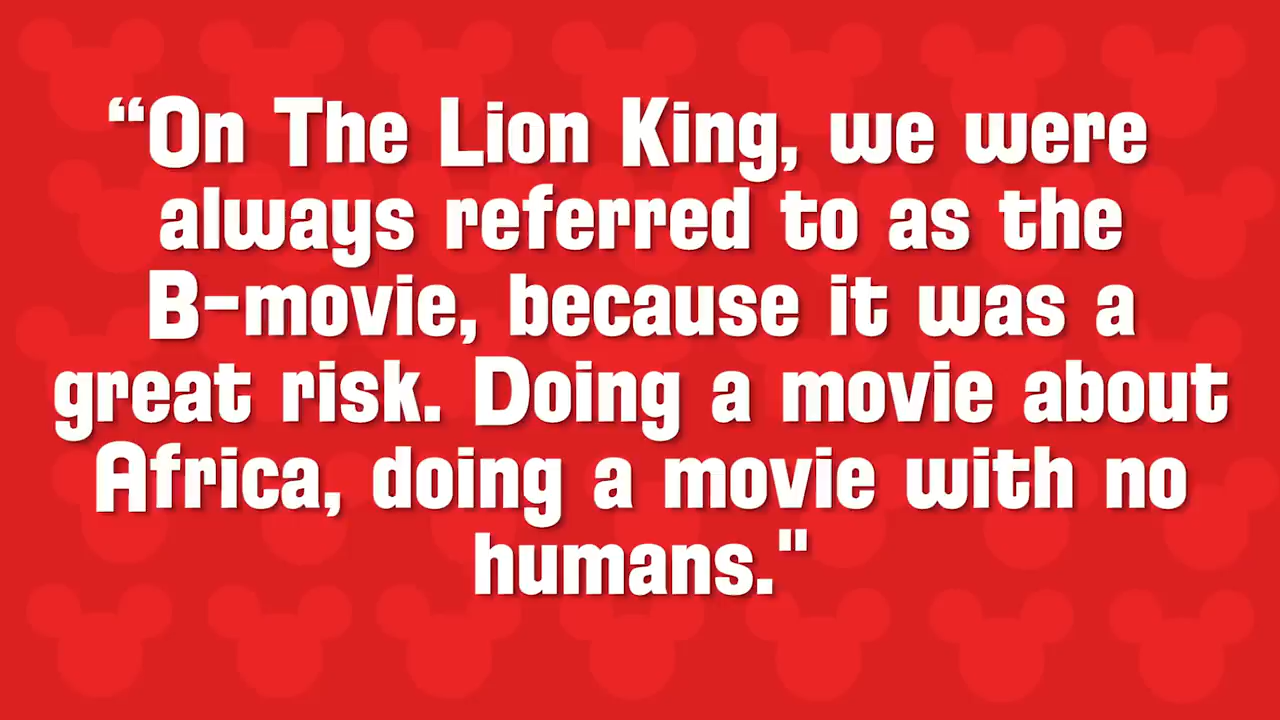 “On The Lion King, we were
always referred to as the
B-movie, because it was a
great risk. Doing a movie about
Africa, doing a movie with no
humans."